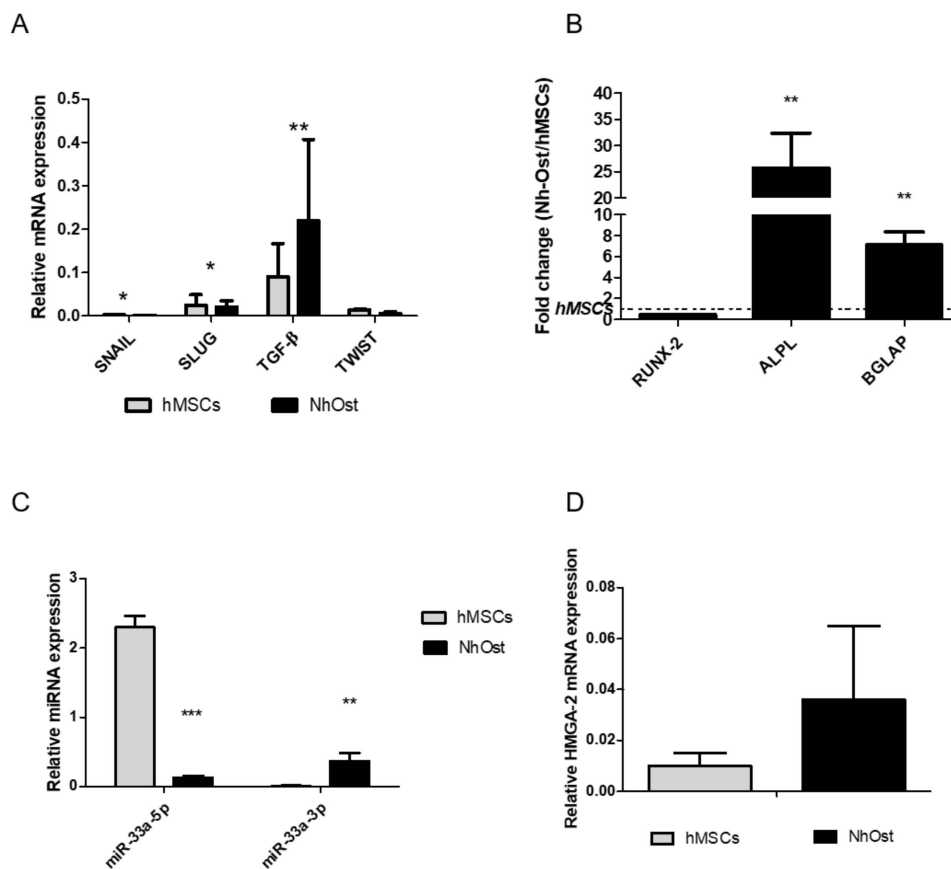 A
Relative mRNA expression
0.5
0.4
0.3
0.2
0.1
0.0
*
*
**
SNAIL
SLUG
TGF-β
TWIST
hMSCs
NhOst
B
Fold change (Nh-Ost/hMSCs)
40
35
30
25
20
10
8
6
4
2
0
hMSCs
**
**
RUNX-2
ALPL
BGLAP
C
Relative miRNA expression
3
2
1
0
***
**
miR-33a-5p
miR-33a-3p
hMSCs
NhOst
D
Relative HMGA-2 mRNA expression
0.08
0.06
0.04
0.02
0.00
hMSCs
NhOst